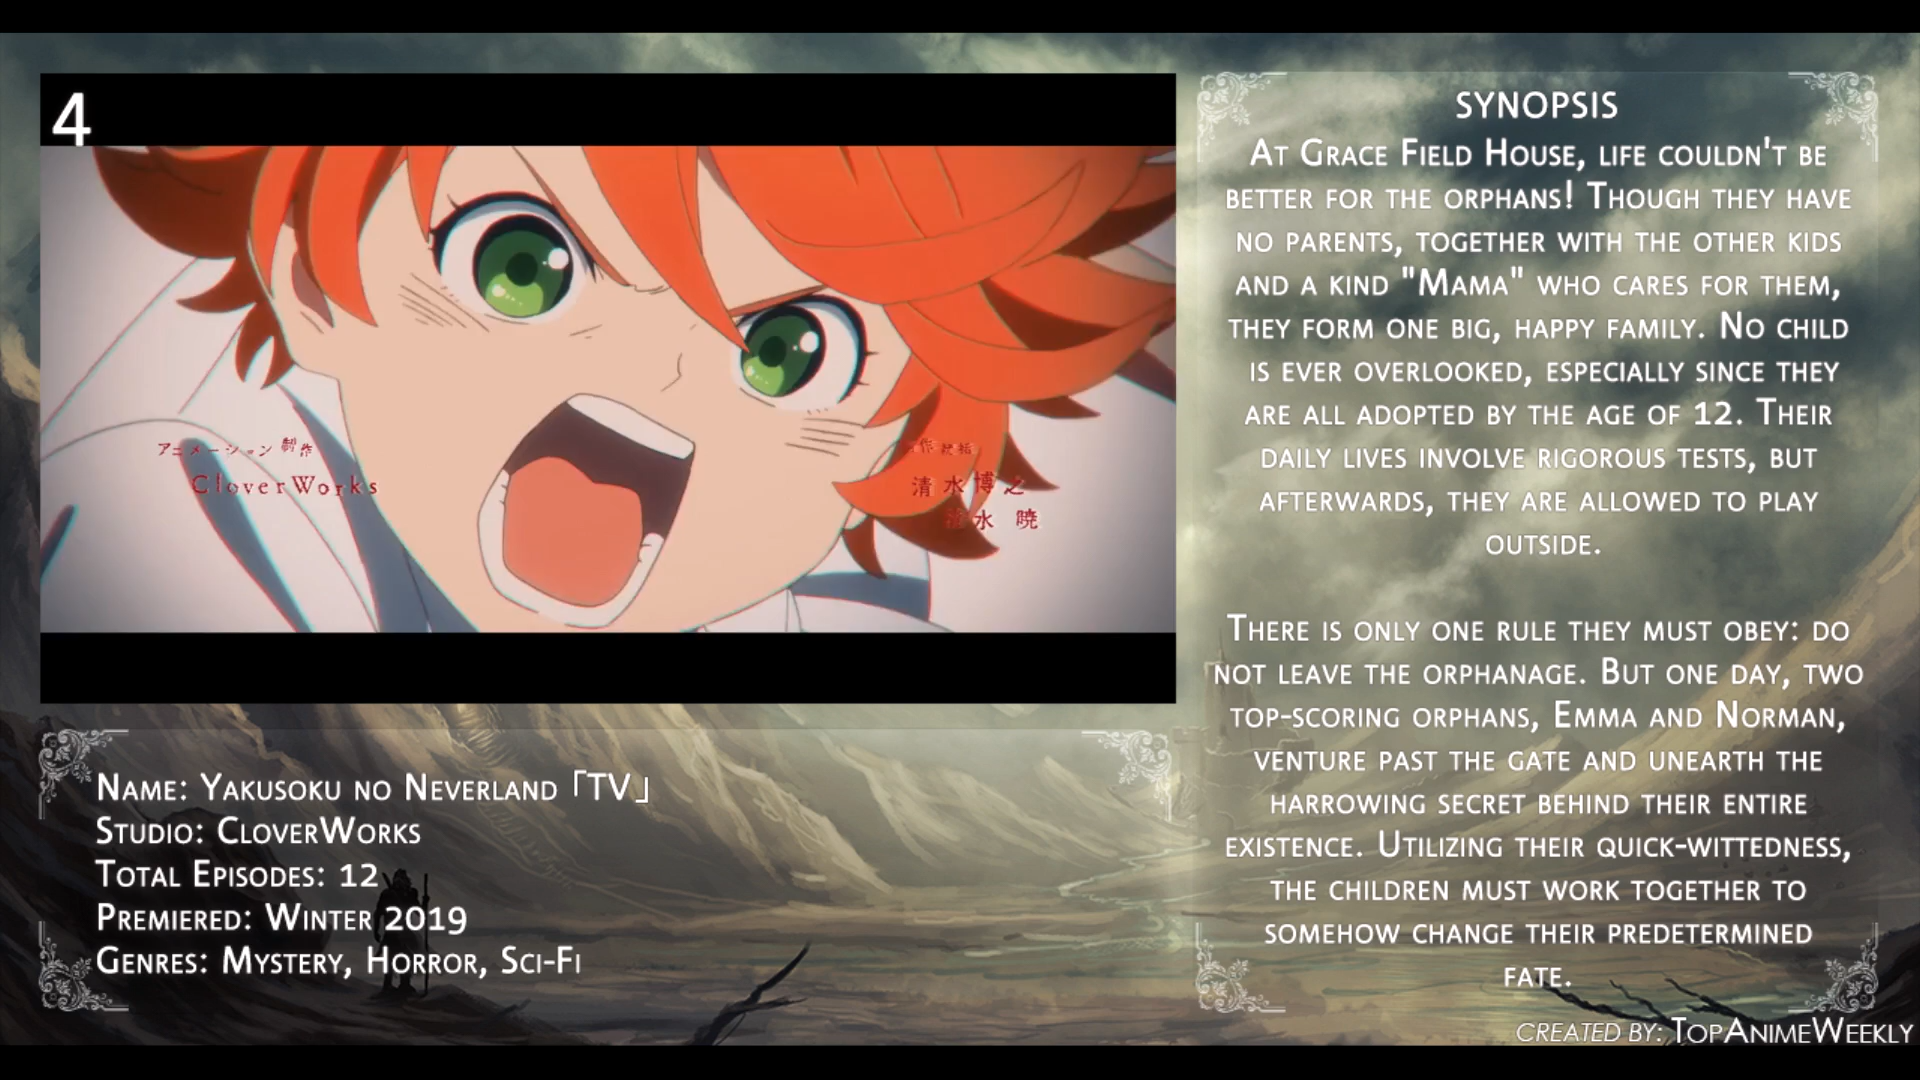 4
アニメーション制作
CloverWorks
清水博之
水 暁
SYNOPSIS
At Grace Field House, life couldn't be
better for the orphans! Though they have
no parents, together with the other kids
and a kind "Mama" who cares for them,
they form one big, happy family. No child
is ever overlooked, especially since they
are all adopted by the age of 12. Their
daily lives involve rigorous tests, but
afterwards, they are allowed to play
outside.
There is only one rule they must obey: do
not leave the orphanage. But one day, two
top-scoring orphans, Emma and Norman,
venture past the gate and unearth the
harrowing secret behind their entire
existence. Utilizing their quick-wittedness,
the children must work together to
somehow change their predetermined
fate.
Name: Yakusoku no Neverland「TV」
Studio: CloverWorks
Total Episodes: 12
Premiered: Winter 2019
Genres: Mystery, Horror, Sci-Fi
CREATED BY: TopAnimeWeekly